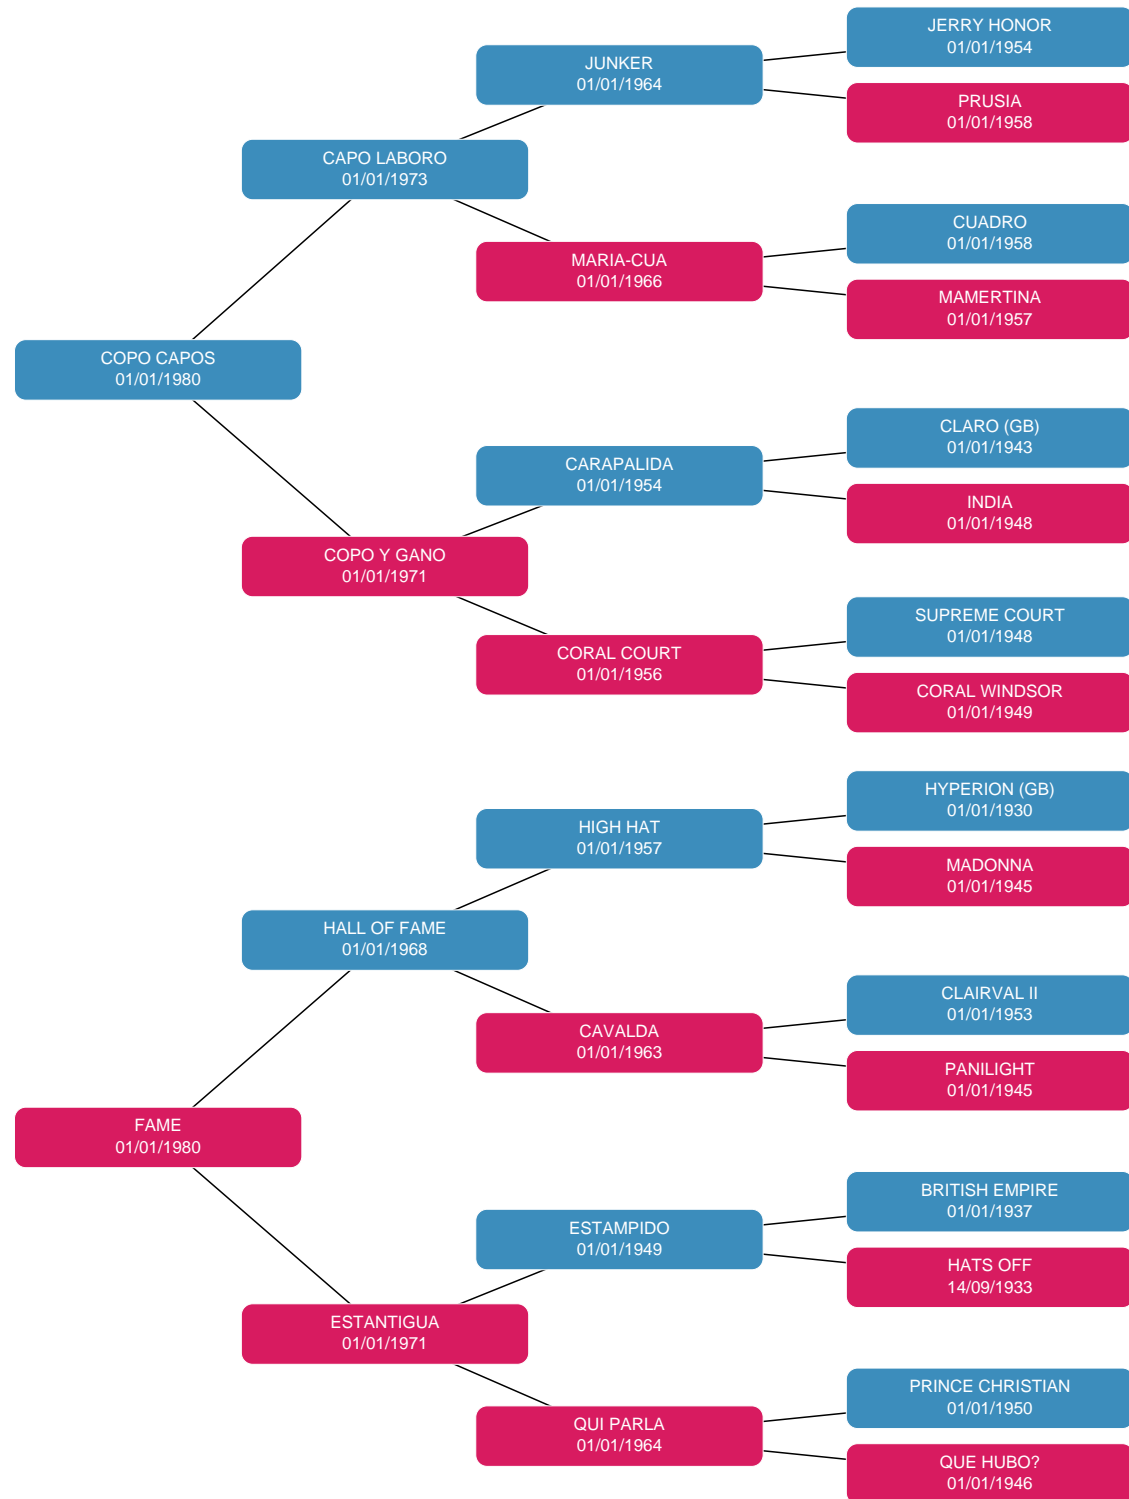 JERRY HONOR
01/01/1954
JUNKER
01/01/1964
PRUSIA
01/01/1958
CAPO LABORO
01/01/1973
CUADRO
01/01/1958
MARIA-CUA
01/01/1966
MAMERTINA
01/01/1957
COPO CAPOS
01/01/1980
CLARO (GB)
01/01/1943
CARAPALIDA
01/01/1954
INDIA
01/01/1948
COPO Y GANO
01/01/1971
SUPREME COURT
01/01/1948
CORAL COURT
01/01/1956
CORAL WINDSOR
01/01/1949
HYPERION (GB)
01/01/1930
HIGH HAT
01/01/1957
MADONNA
01/01/1945
HALL OF FAME
01/01/1968
CLAIRVAL II
01/01/1953
CAVALDA
01/01/1963
PANILIGHT
01/01/1945
FAME
01/01/1980
BRITISH EMPIRE
01/01/1937
ESTAMPIDO
01/01/1949
HATS OFF
14/09/1933
ESTANTIGUA
01/01/1971
PRINCE CHRISTIAN
01/01/1950
QUI PARLA
01/01/1964
QUE HUBO?
01/01/1946